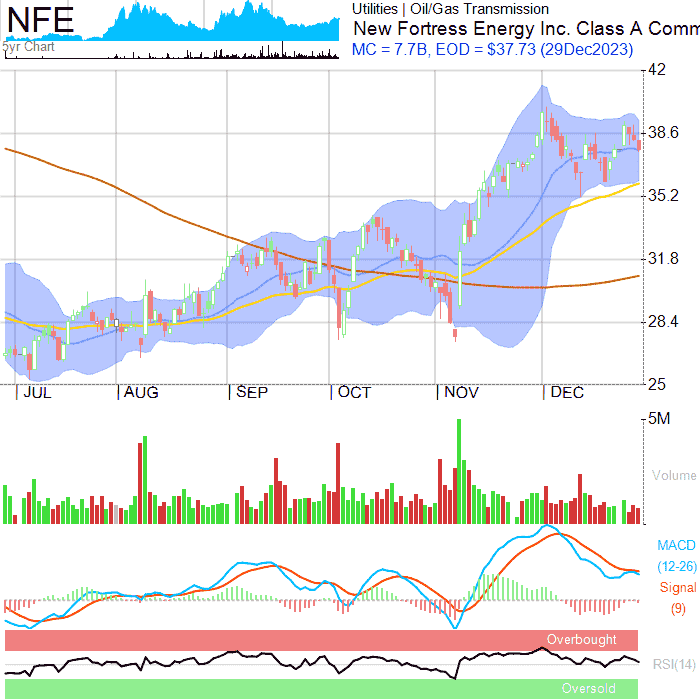 NFE
5yr Chart
Utilities | Oil/Gas Transmission
New Fortress Energy Inc. Class A Comm
MC = 7.7B, EOD = $37.73 (29Dec2023)
42
38.6
35.2
31.8
28.4
25
JUL AUG SEP OCT NOV DEC
5M
Volume
MACD
(12-26)
Signal
(9)
Overbought
RSI(14)
Oversold